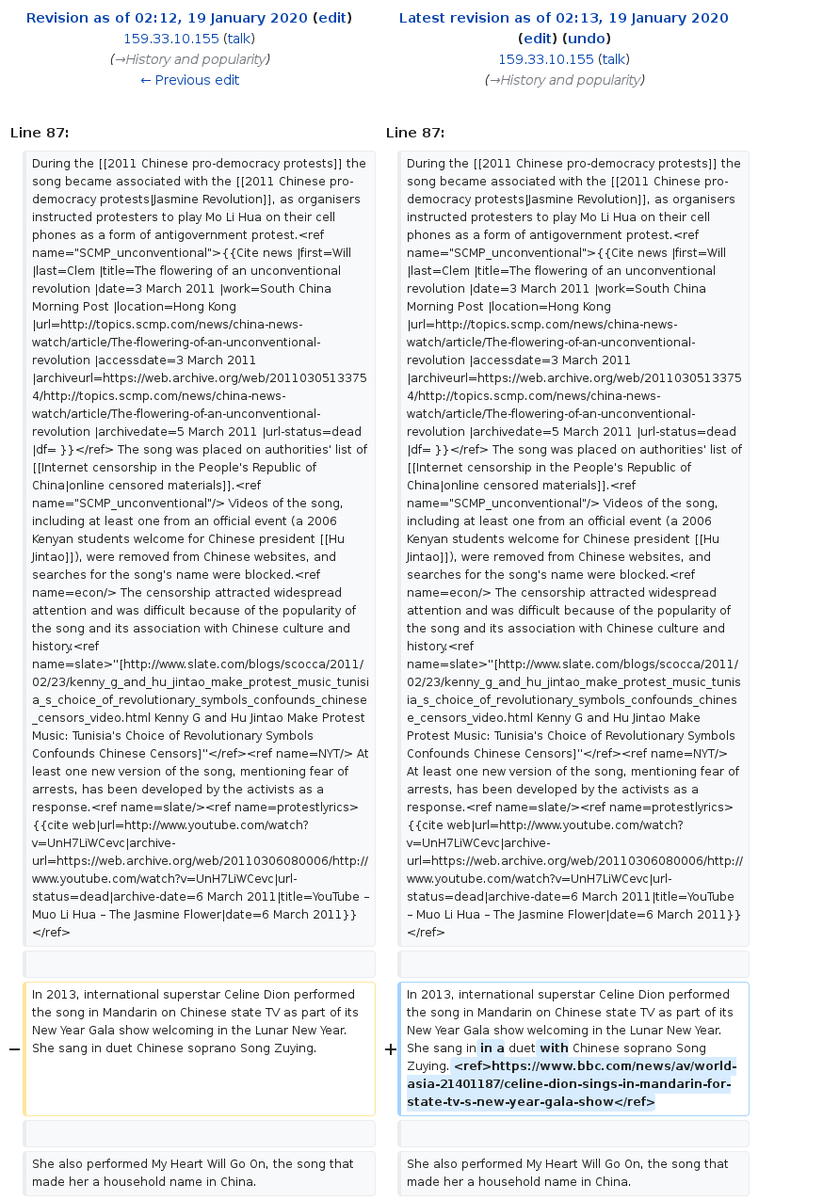 Revision as of 02:12, 19 January 2020 (edit)
159.33.10.155 (talk)
(→History and popularity)
← Previous edit
Latest revision as of 02:13, 19 January 2020
(edit) (undo)
159.33.10.155 (talk)
(→History and popularity)
Line 87:
During the [[2011 Chinese pro-democracy protests]] the
song became associated with the [[2011 Chinese pro-
democracy protests|Jasmine Revolution]], as organisers
instructed protesters to play Mo Li Hua on their cell
phones as a form of antigovernment protest.<ref
name="SCMP_unconventional">{{Cite news |first=Will
|last=Clem |title=The flowering of an unconventional
revolution |date=3 March 2011 |work=South China
Morning Post |location=Hong Kong
|url=http://topics.scmp.com/news/china-news-
watch/article/The-flowering-of-an-unconventional-
revolution |accessdate=3 March 2011
|archiveurl=https://web.archive.org/web/2011030513375
4/http://topics.scmp.com/news/china-news-
watch/article/The-flowering-of-an-unconventional-
revolution |archivedate=5 March 2011 |url-status=dead
|df= }}</ref> The song was placed on authorities' list of
[[Internet censorship in the People's Republic of
China|online censored materials]].<ref
name="SCMP_unconventional"/> Videos of the song,
including at least one from an official event (a 2006
Kenyan students welcome for Chinese president [[Hu
Jintao]]), were removed from Chinese websites, and
searches for the song's name were blocked.<ref
name=econ/> The censorship attracted widespread
attention and was difficult because of the popularity of
the song and its association with Chinese culture and
history.<ref
name=slate>"[http://www.slate.com/blogs/scocca/2011/
02/23/kenny_g_and_hu_jintao_make_protest_music_tunisi
a_s_choice_of_revolutionary_symbols_confounds_chinese
_censors_video.html Kenny G and Hu Jintao Make Protest
Music: Tunisia's Choice of Revolutionary Symbols
Confounds Chinese Censors]"</ref><ref name=NYT/> At
least one new version of the song, mentioning fear of
arrests, has been developed by the activists as a
response.<ref name=slate/><ref name=protestlyrics>
{{cite web|url=http://www.youtube.com/watch?
v=UnH7LiWCevc|archive-
url=https://web.archive.org/web/20110306080006/http://
www.youtube.com/watch?v=UnH7LiWCevc|url-
status=dead|archive-date=6 March 2011|title=YouTube –
Muo Li Hua – The Jasmine Flower|date=6 March 2011}}
</ref>
− In 2013, international superstar Celine Dion performed
the song in Mandarin on Chinese state TV as part of its
New Year Gala show welcoming in the Lunar New Year.
She sang in duet Chinese soprano Song Zuying.
She also performed My Heart Will Go On, the song that
made her a household name in China.
Line 87:
During the [[2011 Chinese pro-democracy protests]] the
song became associated with the [[2011 Chinese pro-
democracy protests|Jasmine Revolution]], as organisers
instructed protesters to play Mo Li Hua on their cell
phones as a form of antigovernment protest.<ref
name="SCMP_unconventional">{{Cite news |first=Will
|last=Clem |title=The flowering of an unconventional
revolution |date=3 March 2011 |work=South China
Morning Post |location=Hong Kong
|url=http://topics.scmp.com/news/china-news-
watch/article/The-flowering-of-an-unconventional-
revolution |accessdate=3 March 2011
|archiveurl=https://web.archive.org/web/2011030513375
4/http://topics.scmp.com/news/china-news-
watch/article/The-flowering-of-an-unconventional-
revolution |archivedate=5 March 2011 |url-status=dead
|df= }}</ref> The song was placed on authorities' list of
[[Internet censorship in the People's Republic of
China|online censored materials]].<ref
name="SCMP_unconventional"/> Videos of the song,
including at least one from an official event (a 2006
Kenyan students welcome for Chinese president [[Hu
Jintao]]), were removed from Chinese websites, and
searches for the song's name were blocked.<ref
name=econ/> The censorship attracted widespread
attention and was difficult because of the popularity of
the song and its association with Chinese culture and
history.<ref
name=slate>"[http://www.slate.com/blogs/scocca/2011/
02/23/kenny_g_and_hu_jintao_make_protest_music_tunis
ia_s_choice_of_revolutionary_symbols_confounds_chines
e_censors_video.html Kenny G and Hu Jintao Make
Protest Music: Tunisia's Choice of Revolutionary Symbols
Confounds Chinese Censors]"</ref><ref name=NYT/>
At least one new version of the song, mentioning fear of
arrests, has been developed by the activists as a
response.<ref name=slate/><ref name=protestlyrics>
{{cite web|url=http://www.youtube.com/watch?
v=UnH7LiWCevc|archive-
url=https://web.archive.org/web/20110306080006/http://
www.youtube.com/watch?v=UnH7LiWCevc|url-
status=dead|archive-date=6 March 2011|title=YouTube
– Muo Li Hua – The Jasmine Flower|date=6 March 2011}}
</ref>
+ In 2013, international superstar Celine Dion performed
the song in Mandarin on Chinese state TV as part of its
New Year Gala show welcoming in the Lunar New Year.
She sang in in a duet with Chinese soprano Song
Zuying. <ref>https://www.bbc.com/news/av/world-
asia-21401187/celine-dion-sings-in-mandarin-for-
state-tv-s-new-year-gala-show</ref>
She also performed My Heart Will Go On, the song that
made her a household name in China.